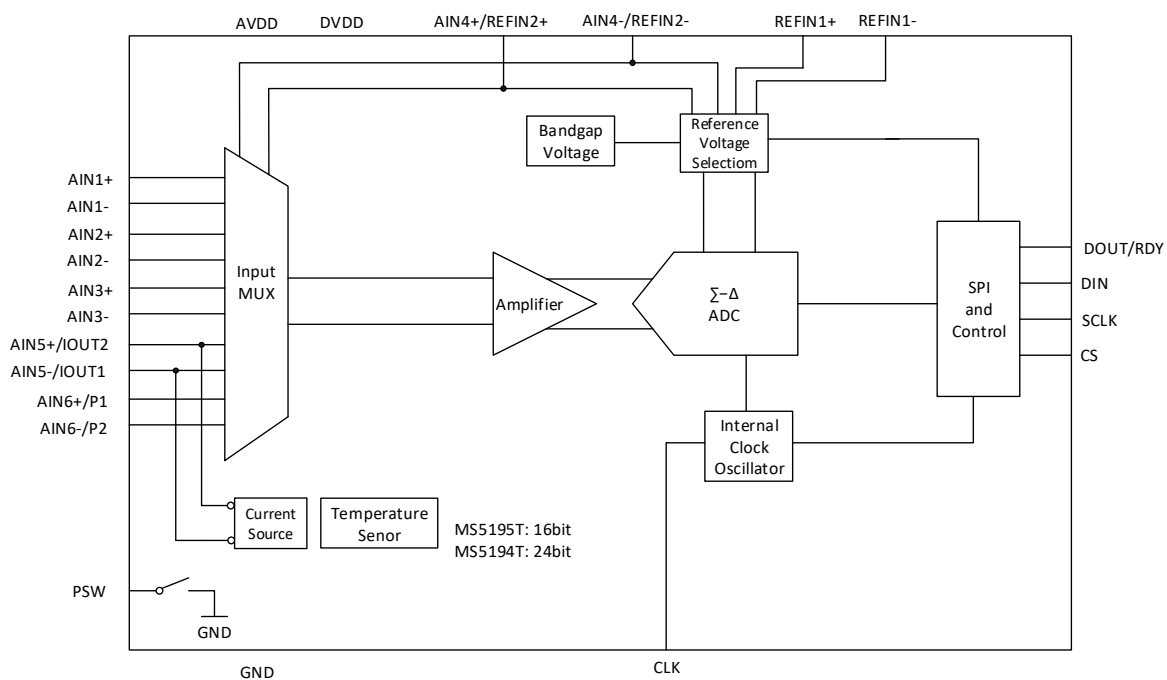 AVDD
DVDD
AIN4+/REFIN2+
AIN4-/REFIN2-
REFIN1+
REFIN1-
Bandgap
Voltage
Reference
Voltage
Selectiom
AIN1+
AIN1-
AIN2+
AIN2-
AIN3+
AIN3-
AIN5+/IOUT2
AIN5-/IOUT1
AIN6+/P1
AIN6-/P2
Input
MUX
Amplifier
∑−Δ
ADC
SPI
and
Control
DOUT/RDY
DIN
SCLK
CS
Internal
Clock
Oscillator
Current
Source
Temperature
Senor
MS5195T: 16bit
MS5194T: 24bit
PSW
GND
GND
CLK